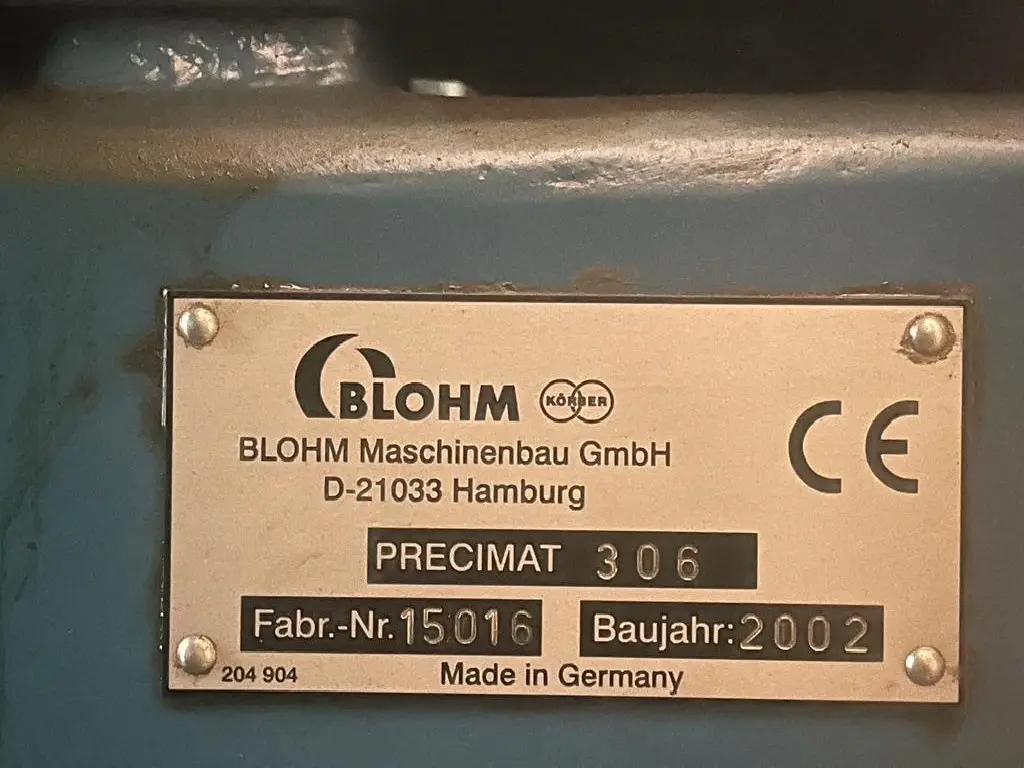 BLOHM KÖRBER
BLOHM Maschinenbau GmbH
D-21033 Hamburg
CE
PRECIMAT 306
Fabr.-Nr. 15016 Baujahr: 2002
204 904 Made in Germany